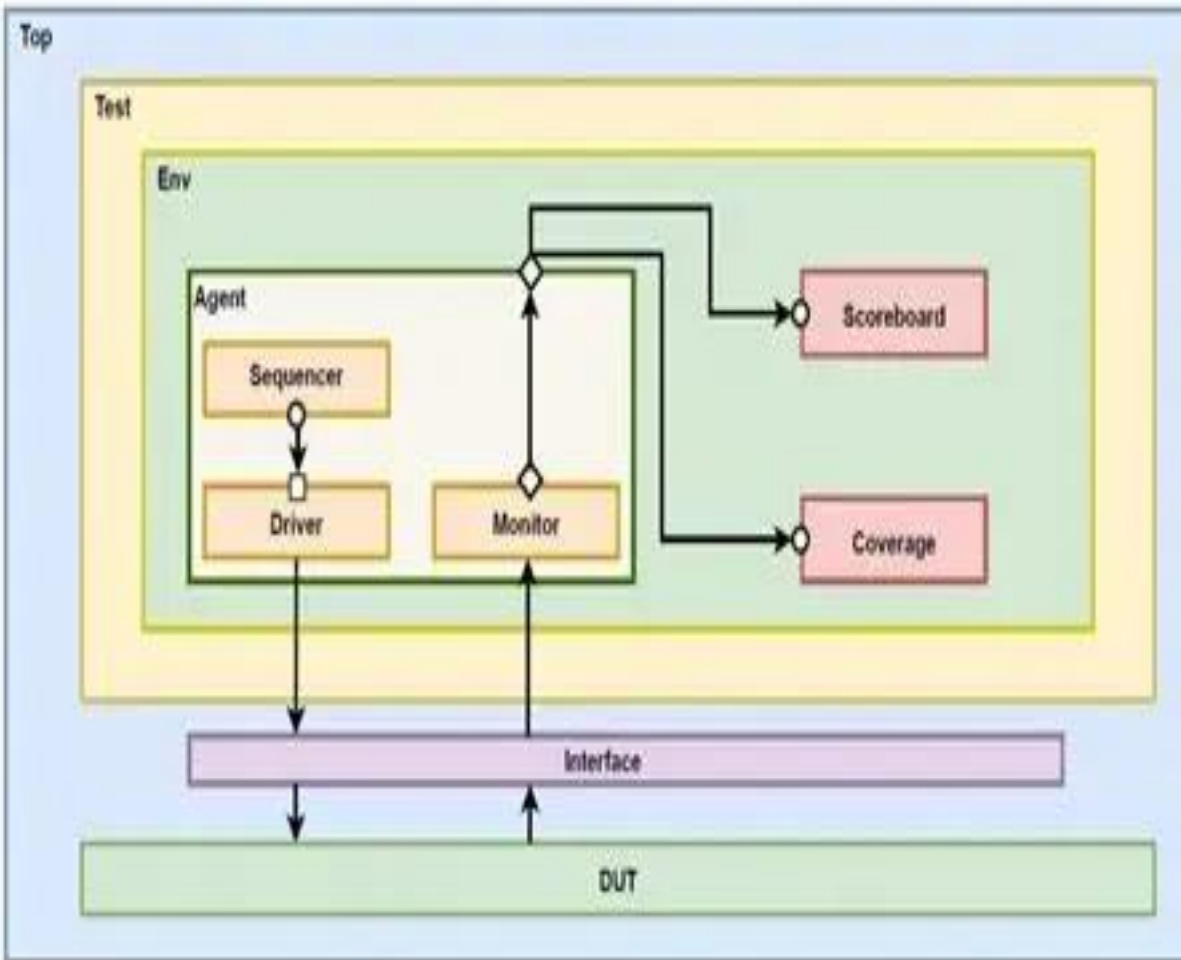 Top
Test
Env
Agent
Sequencer
Scoreboard
Driver
Monitor
Coverage
Interface
DUT